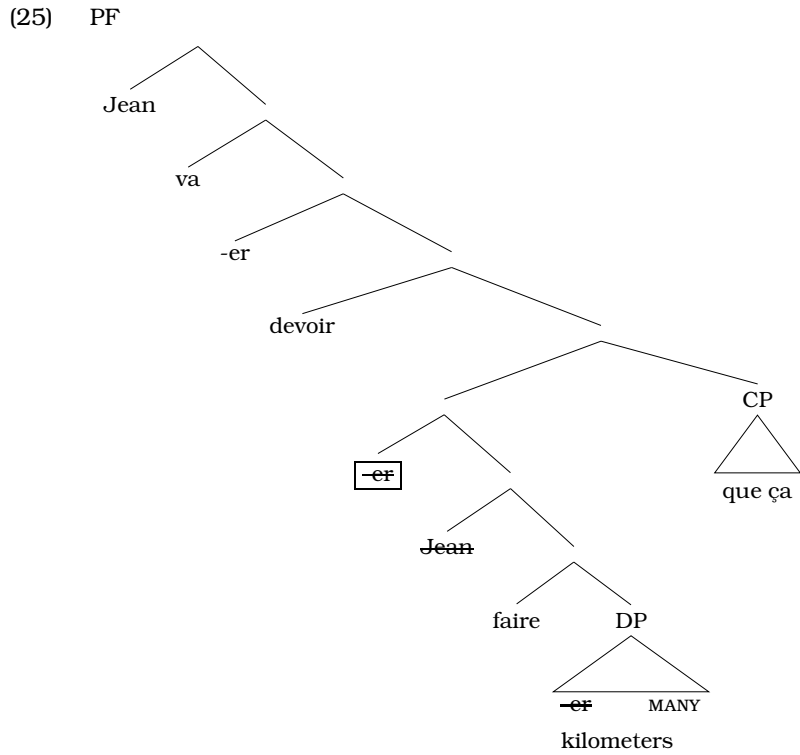 (25) PF
Jean
va
-er
devoir
CP
-er
que ça
Jean
faire DP
-er MANY
kilometers